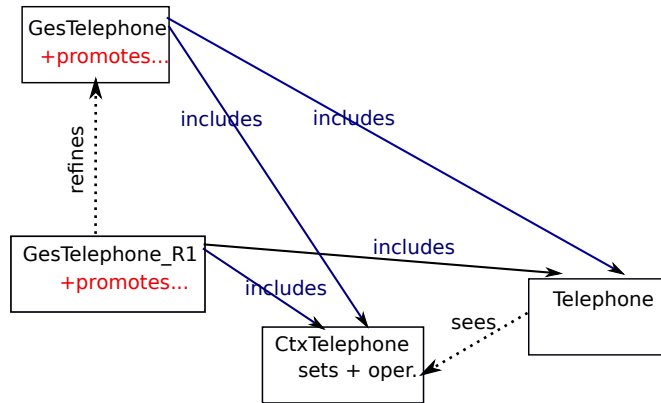 GesTelephone
+promotes...
includes
includes
refines
GesTelephone_R1
+promotes...
includes
includes
Telephone
sees
CtxTelephone
sets + oper.